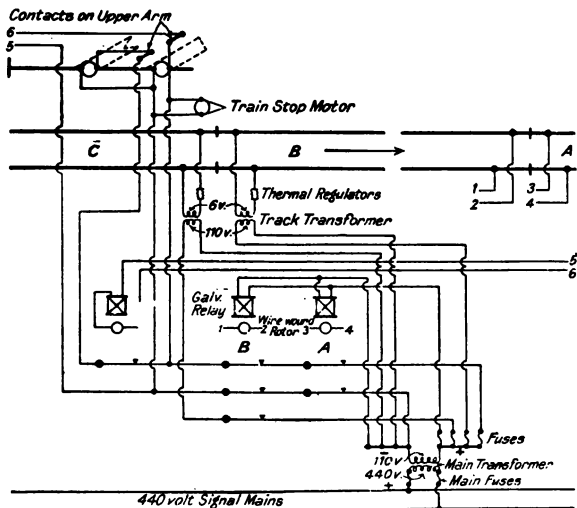 Contacts on Upper Arm
6
5
Train Stop Motor
C
B
A
1
2
3
4
Thermal Regulators
6v.
Track Transformer
110v.
5
6
Galv.
Relay
1 2 Wire wound Rotor 3 4
B
A
Fuses
+
110v
Main Transformer
440v.
Main Fuses
+
440 volt Signal Mains